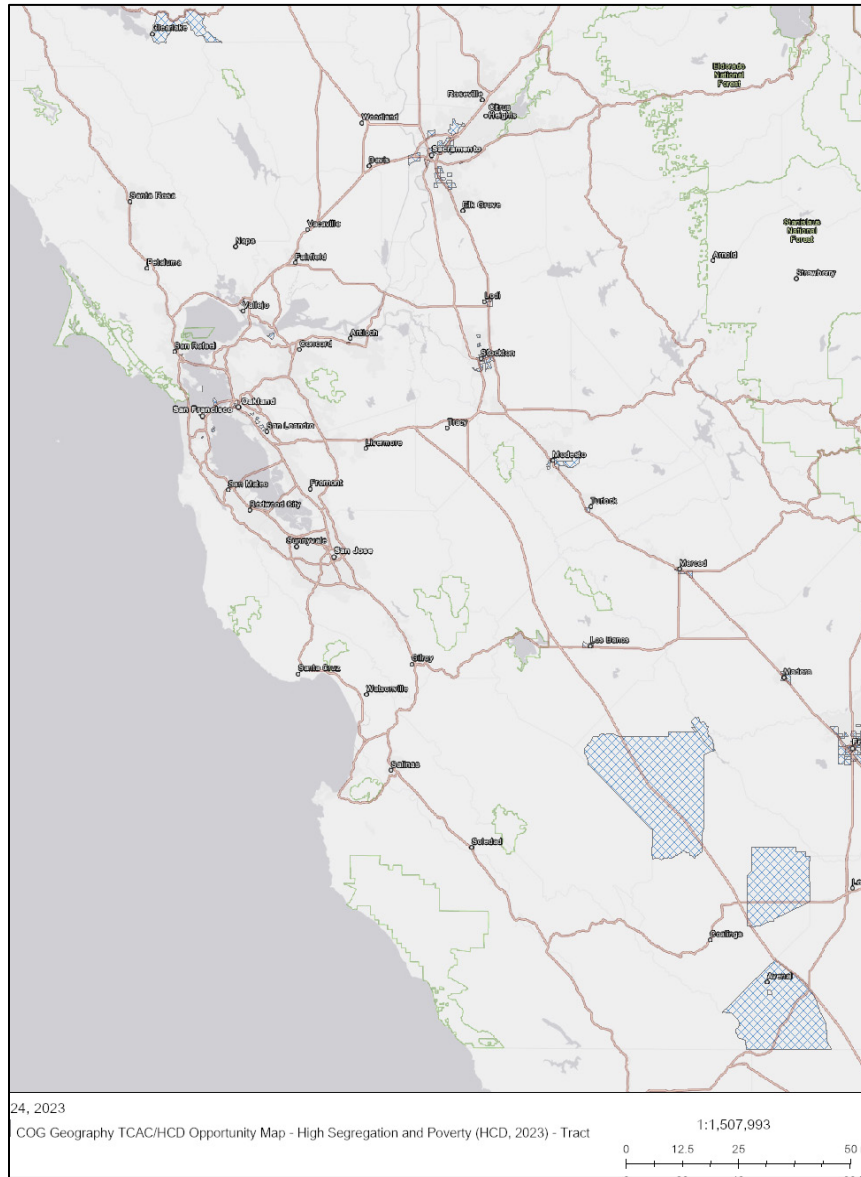 Clearlake
Eldorado
National
Forest
Roseville
Citrus
Heights
Woodland
Sacramento
Davis
Santa Rosa
Elk Grove
Vacaville
Stanislaus
National
Forest
Napa
Fairfield
Arnold
Petaluma
Strawberry
Vallejo
Lodi
Antioch
San Rafael
Concord
Stockton
Oakland
San Francisco
San Leandro
Tracy
Livermore
Modesto
San Mateo
Fremont
Redwood City
Turlock
Sunnyvale
San Jose
Merced
Los Banos
Gilroy
Santa Cruz
Madera
Watsonville
Fr
Salinas
Soledad
Le
Coalinga
Avenal
24, 2023
COG Geography TCAC/HCD Opportunity Map - High Segregation and Poverty (HCD, 2023) - Tract
1:1,507,993
0 12.5 25 50